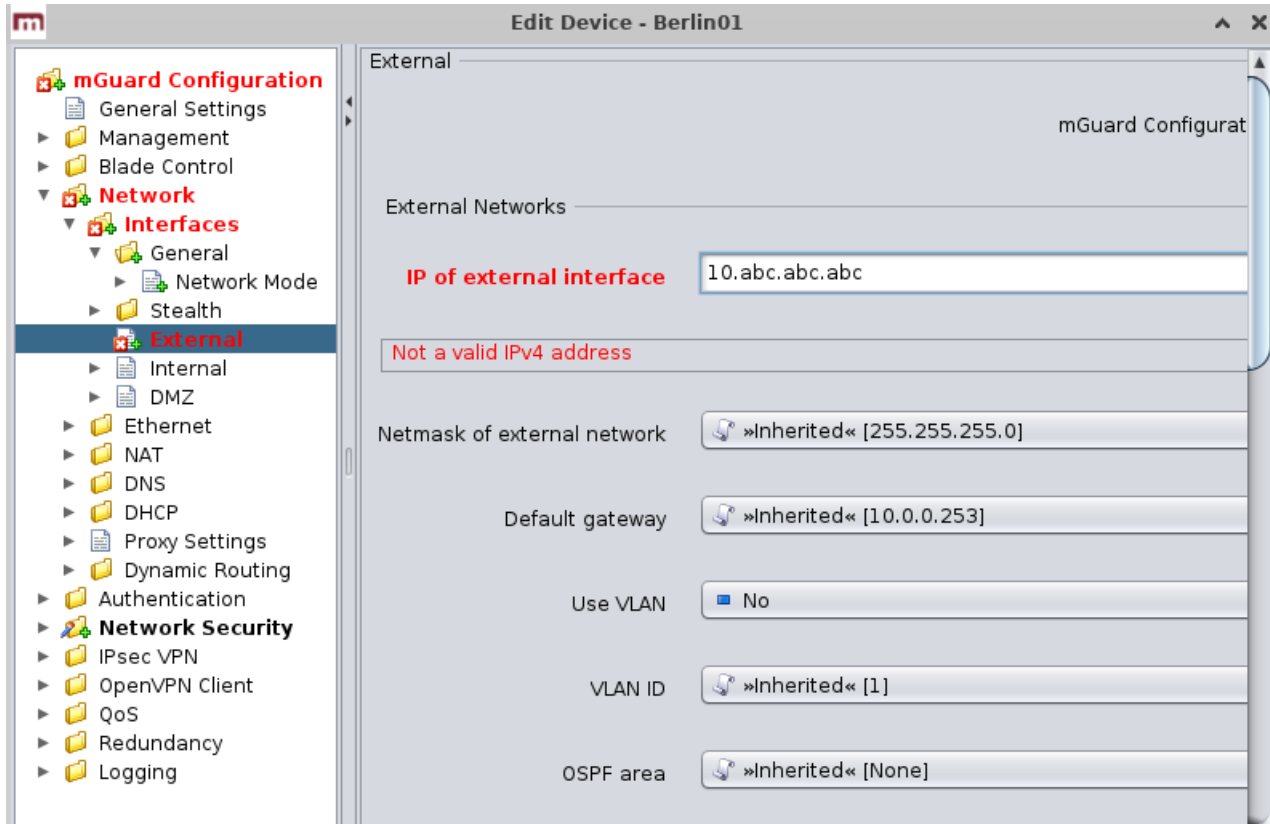 Edit Device - Berlin01
mGuard Configuration
General Settings
Management
Blade Control
Network
Interfaces
General
Network Mode
Stealth
External
Internal
DMZ
Ethernet
NAT
DNS
DHCP
Proxy Settings
Dynamic Routing
Authentication
Network Security
IPsec VPN
OpenVPN Client
QoS
Redundancy
Logging
External
mGuard Configurat
External Networks
IP of external interface 10.abc.abc.abc
Not a valid IPv4 address
Netmask of external network »Inherited« [255.255.255.0]
Default gateway »Inherited« [10.0.0.253]
Use VLAN No
VLAN ID »Inherited« [1]
OSPF area »Inherited« [None]